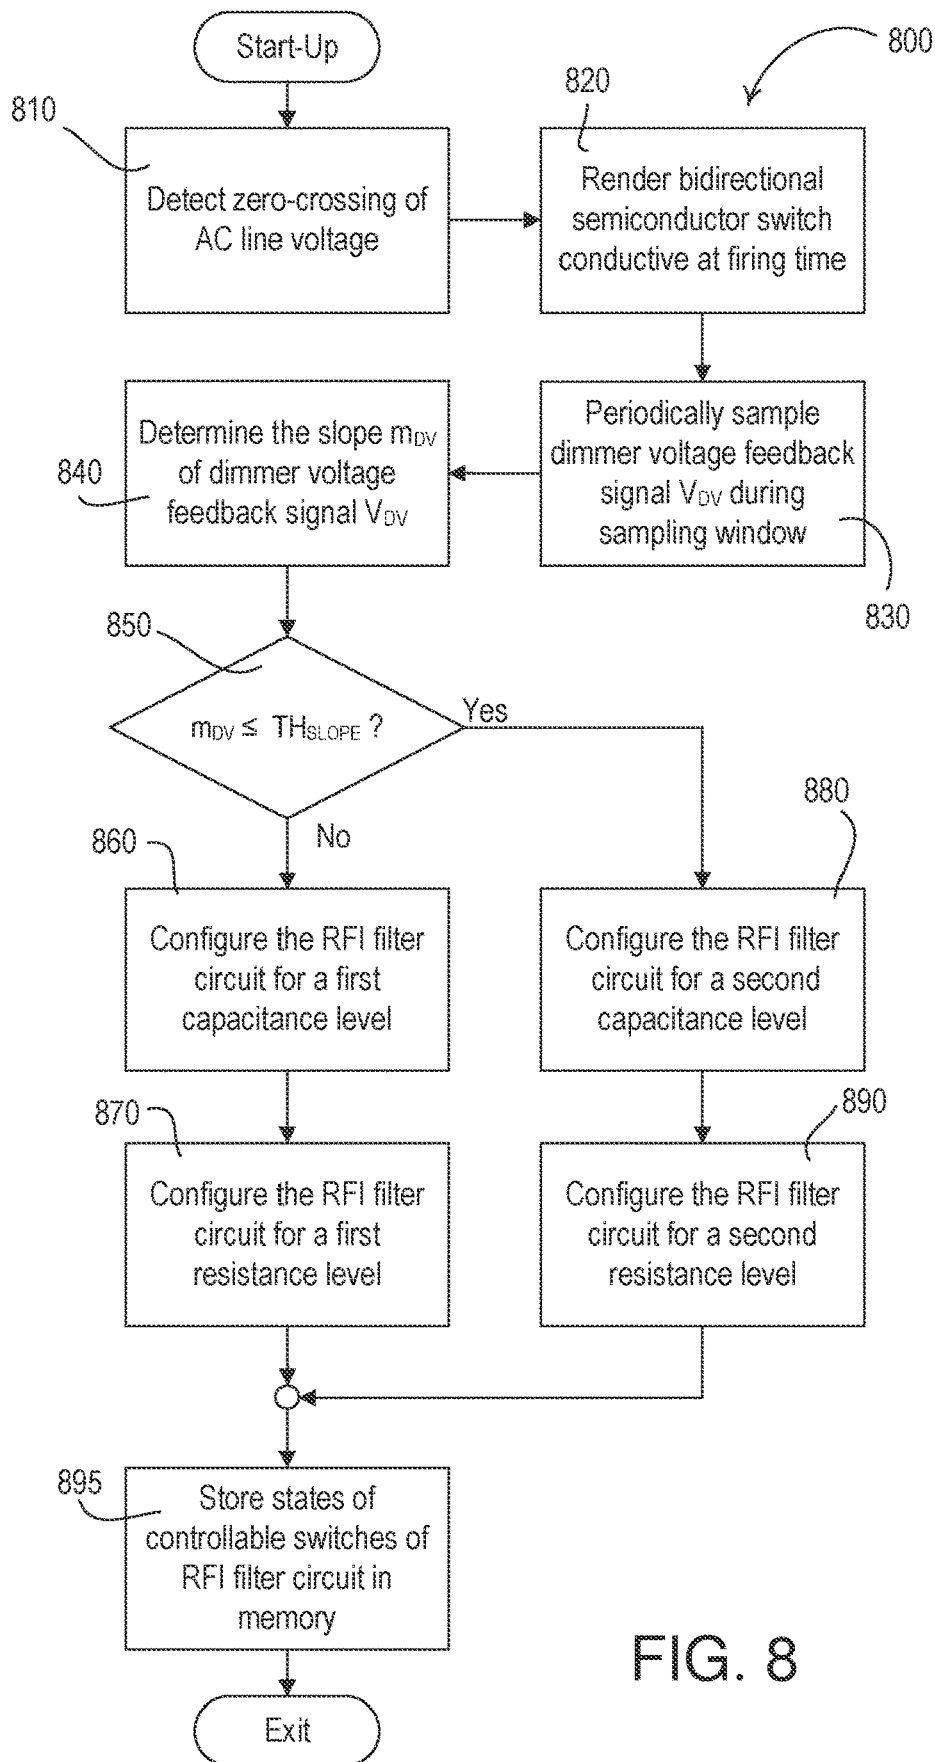 Start-Up
800
810
Detect zero-crossing of
AC line voltage
820
Render bidirectional
semiconductor switch
conductive at firing time
Periodically sample
dimmer voltage feedback
signal VDV during
sampling window
830
Determine the slope mDV
of dimmer voltage
feedback signal VDV
840
850
mDV ≤ THSLOPE ?
Yes
No
860
Configure the RFI filter
circuit for a first
capacitance level
870
Configure the RFI filter
circuit for a first
resistance level
880
Configure the RFI filter
circuit for a second
capacitance level
890
Configure the RFI filter
circuit for a second
resistance level
895
Store states of
controllable switches of
RFI filter circuit in
memory
Exit
FIG. 8